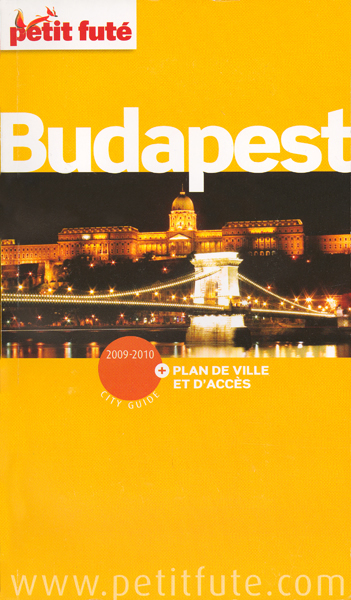 petit futé
Budapest
2009-2010
CITY GUIDE
+ PLAN DE VILLE
ET D'ACCÈS
www.petitfute.com